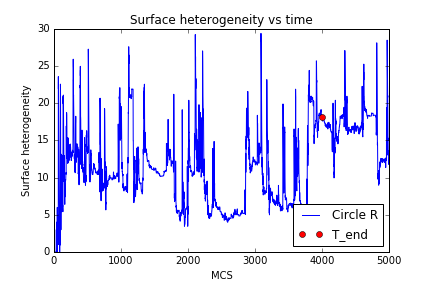 Surface heterogeneity vs time
30
25
20
15
10
5
0
Surface heterogeneity
0 1000 2000 3000 4000 5000
MCS
Circle R
T_end